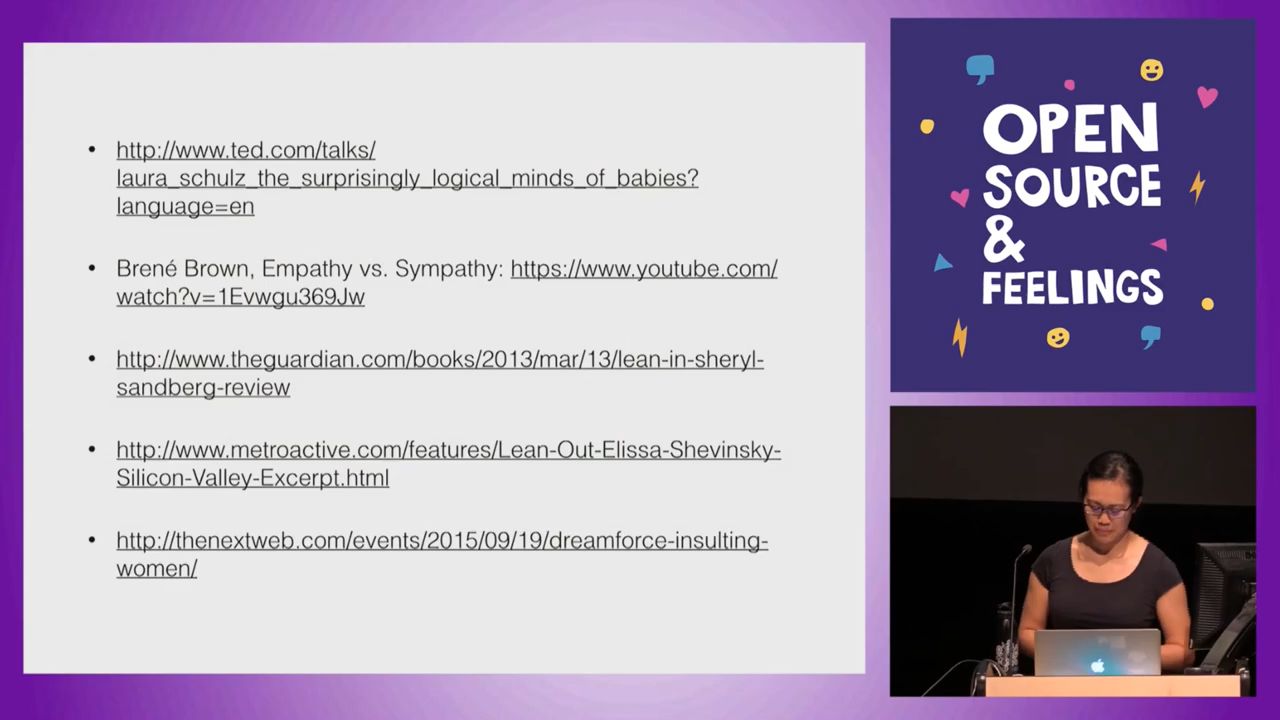 http://www.ted.com/talks/
laura_schulz_the_surprisingly_logical_minds_of_babies?
language=en
Brené Brown, Empathy vs. Sympathy: https://www.youtube.com/
watch?v=1Evwgu369Jw
http://www.theguardian.com/books/2013/mar/13/lean-in-sheryl-
sandberg-review
http://www.metroactive.com/features/Lean-Out-Elissa-Shevinsky-
Silicon-Valley-Excerpt.html
http://thenextweb.com/events/2015/09/19/dreamforce-insulting-
women/
OPEN
SOURCE
&
FEELINGS